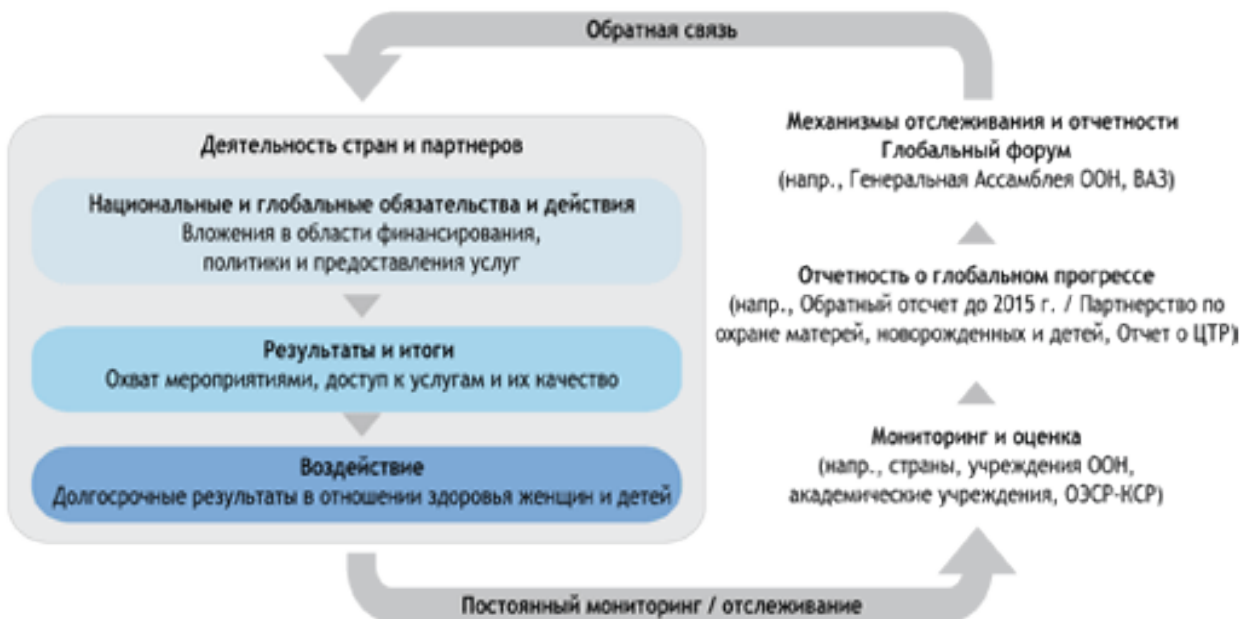 Обратная связь
Деятельность стран и партнеров
Национальные и глобальные обязательства и действия
Вложения в области финансирования,
политики и предоставления услуг
Результаты и итоги
Охват мероприятиями, доступ к услугам и их качество
Воздействие
Долгосрочные результаты в отношении здоровья женщин и детей
Механизмы отслеживания и отчетности
Глобальный форум
(напр., Генеральная Ассамблея ООН, ВАЗ)
Отчетность о глобальном прогрессе
(напр., Обратный отсчет до 2015 г. / Партнерство по
охране матерей, новорожденных и детей, Отчет о ЦТР)
Мониторинг и оценка
(напр., страны, учреждения ООН,
академические учреждения, ОЭСР-КСР)
Постоянный мониторинг / отслеживание